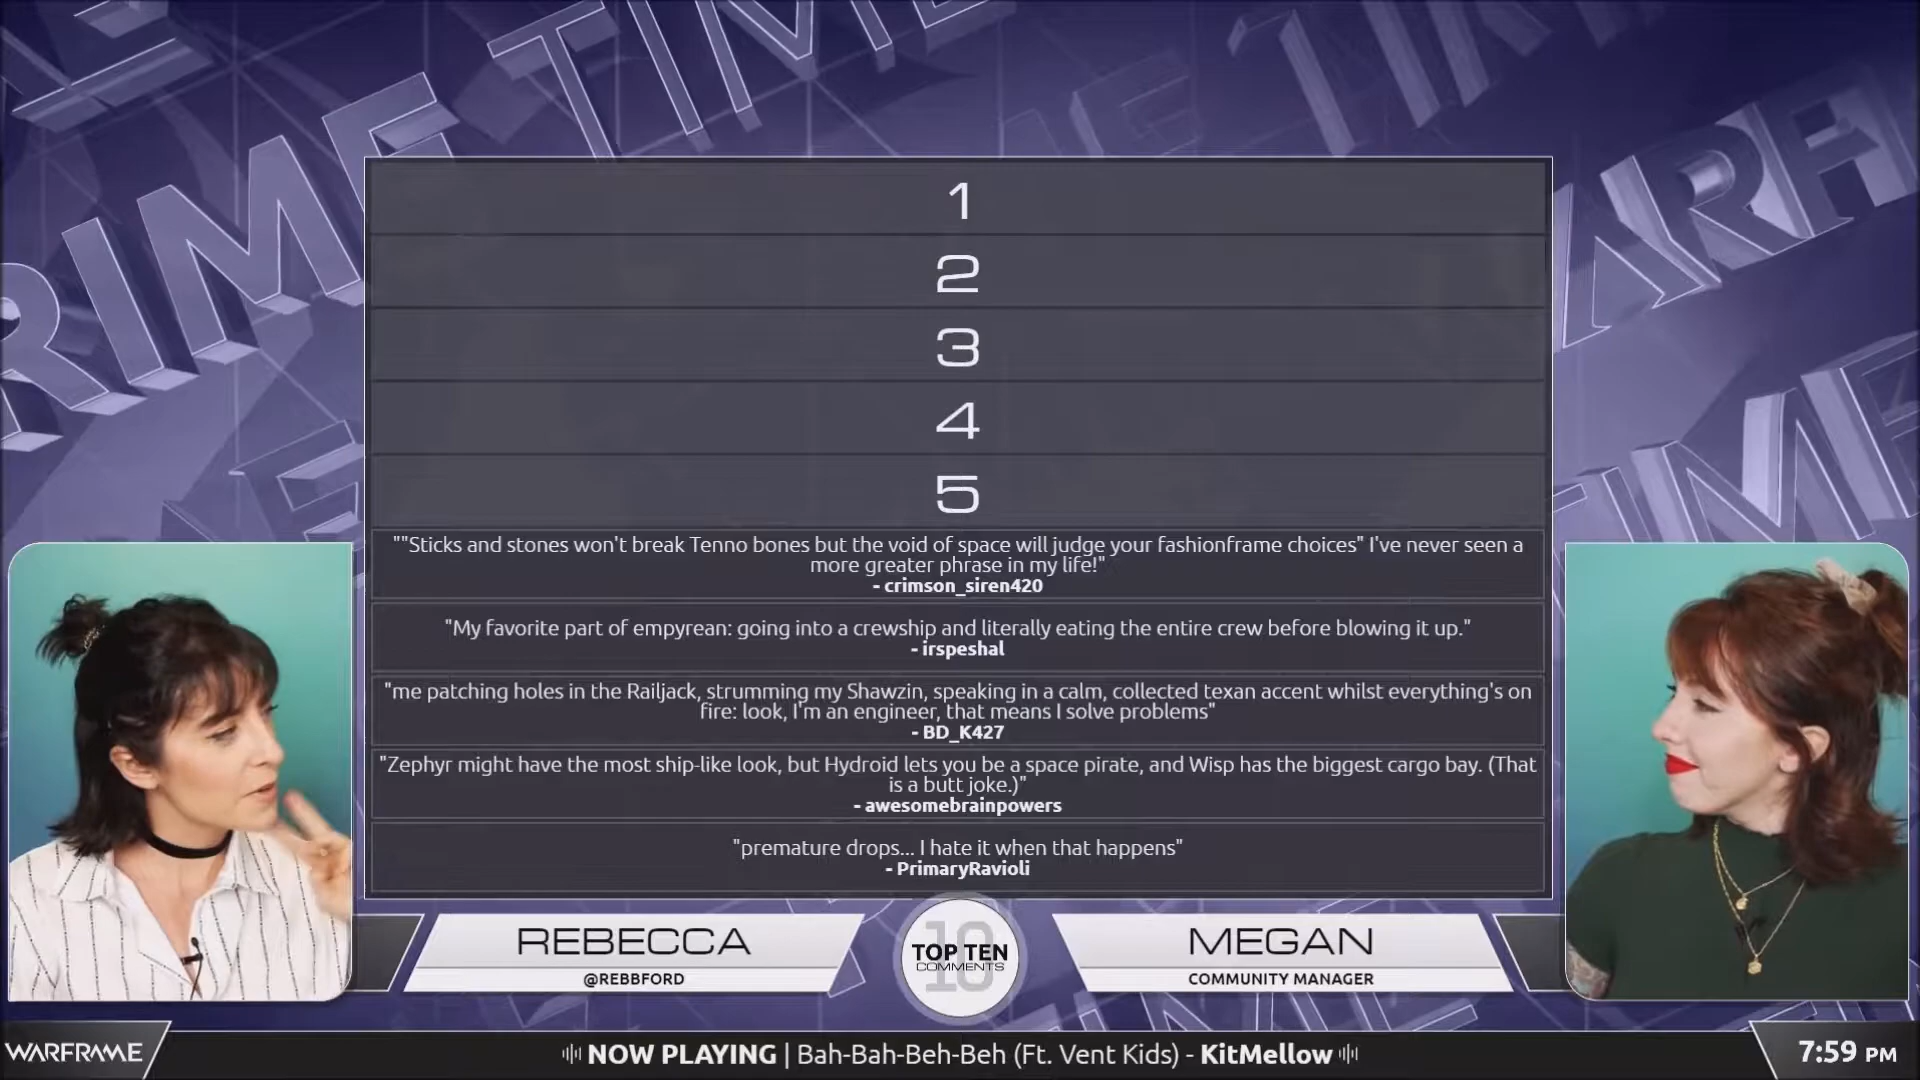 PRIME TIME
1
2
3
4
5
""Sticks and stones won't break Tenno bones but the void of space will judge your fashionframe choices" I've never seen a
more greater phrase in my life!"
- crimson_siren420
"My favorite part of empyrean: going into a crewship and literally eating the entire crew before blowing it up."
- irspeshal
"me patching holes in the Railjack, strumming my Shawzin, speaking in a calm, collected texan accent whilst everything's on
fire: look, I'm an engineer, that means I solve problems"
- BD_K427
"Zephyr might have the most ship-like look, but Hydroid lets you be a space pirate, and Wisp has the biggest cargo bay. (That
is a butt joke.)"
- awesomebrainpowers
"premature drops... I hate it when that happens"
- PrimaryRavioli
REBECCA
@REBBFORD
10
TOP TEN
COMMENTS
MEGAN
COMMUNITY MANAGER
WARFRAME
NOW PLAYING | Bah-Bah-Beh-Beh (Ft. Vent Kids) - KitMellow
7:59 PM